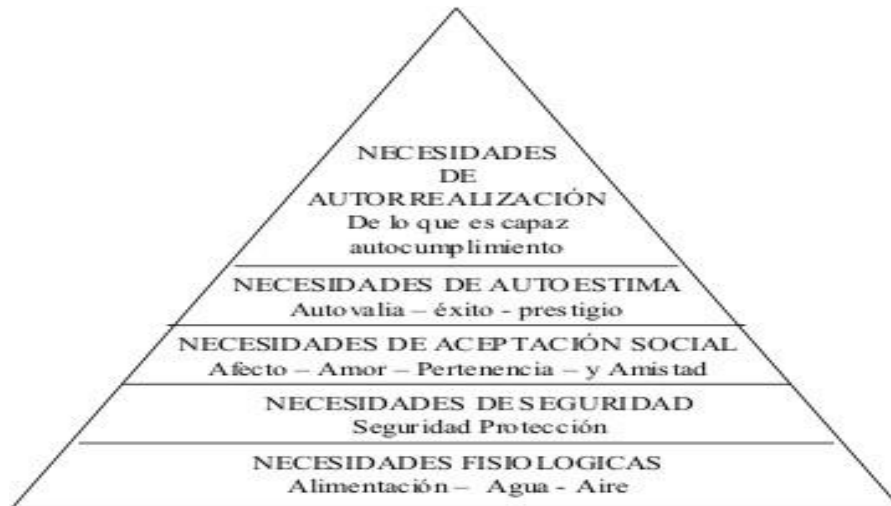 NECESIDADES
DE
AUTORREALIZACIÓN
De lo que es capaz
autocumplimiento
NECESIDADES DE AUTOESTIMA
Autovalia – éxito - prestigio
NECESIDADES DE ACEPTACIÓN SOCIAL
Afecto – Amor – Pertenencia – y Amistad
NECESIDADES DE SEGURIDAD
Seguridad Protección
NECESIDADES FISIOLOGICAS
Alimentación – Agua - Aire